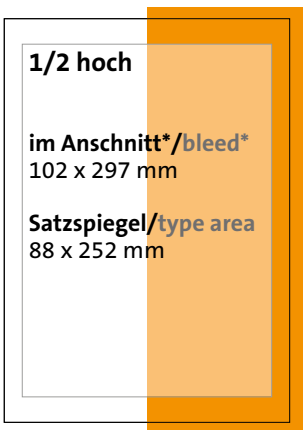 1/2 hoch
im Anschnitt*/bleed*
102 x 297 mm
Satzspiegel/type area
88 x 252 mm